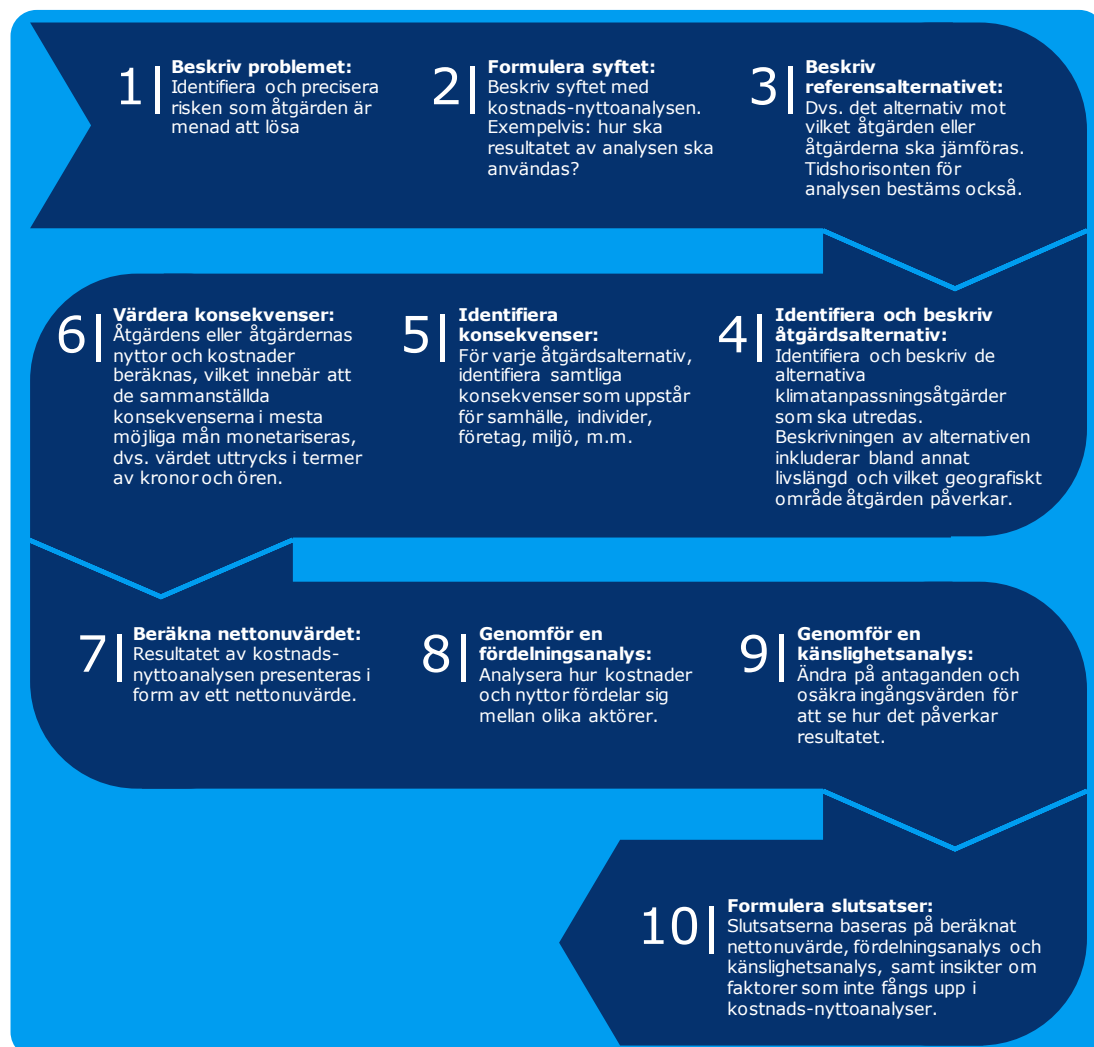 1
Beskriv problemet:
Identifiera och precisera
risken som åtgärden är
menad att lösa
2
Formulera syftet:
Beskriv syftet med
kostnads-nyttoanalysen.
Exempelvis: hur ska
resultatet av analysen ska
användas?
3
Beskriv
referensalternativet:
Dvs. det alternativ mot
vilket åtgärden eller
åtgärderna ska jämföras.
Tidshorisonten för
analysen bestäms också.
4
Identifiera och beskriv
åtgärdsalternativ:
Identifiera och beskriv de
alternativa
klimatanpassningsåtgärder
som ska utredas.
Beskrivningen av alternativen
inkluderar bland annat
livslängd och vilket geografiskt
område åtgärden påverkar.
5
Identifiera
konsekvenser:
För varje åtgärdsalternativ,
identifiera samtliga
konsekvenser som uppstår
för samhälle, individer,
företag, miljö, m.m.
6
Värdera konsekvenser:
Åtgärdens eller åtgärdernas
nyttor och kostnader
beräknas, vilket innebär att
de sammanställda
konsekvenserna i mesta
möjliga mån monetariseras,
dvs. värdet uttrycks i termer
av kronor och ören.
7
Beräkna nettonuvärdet:
Resultatet av kostnads-
nyttoanalysen presenteras i
form av ett nettonuvärde.
8
Genomför en
fördelningsanalys:
Analysera hur kostnader
och nyttor fördelar sig
mellan olika aktörer.
9
Genomför en
känslighetsanalys:
Ändra på antaganden och
osäkra ingångsvärden för
att se hur det påverkar
resultatet.
10
Formulera slutsatser:
Slutsatserna baseras på beräknat
nettonuvärde, fördelningsanalys och
känslighetsanalys, samt insikter om
faktorer som inte fångs upp i
kostnads-nyttoanalyser.